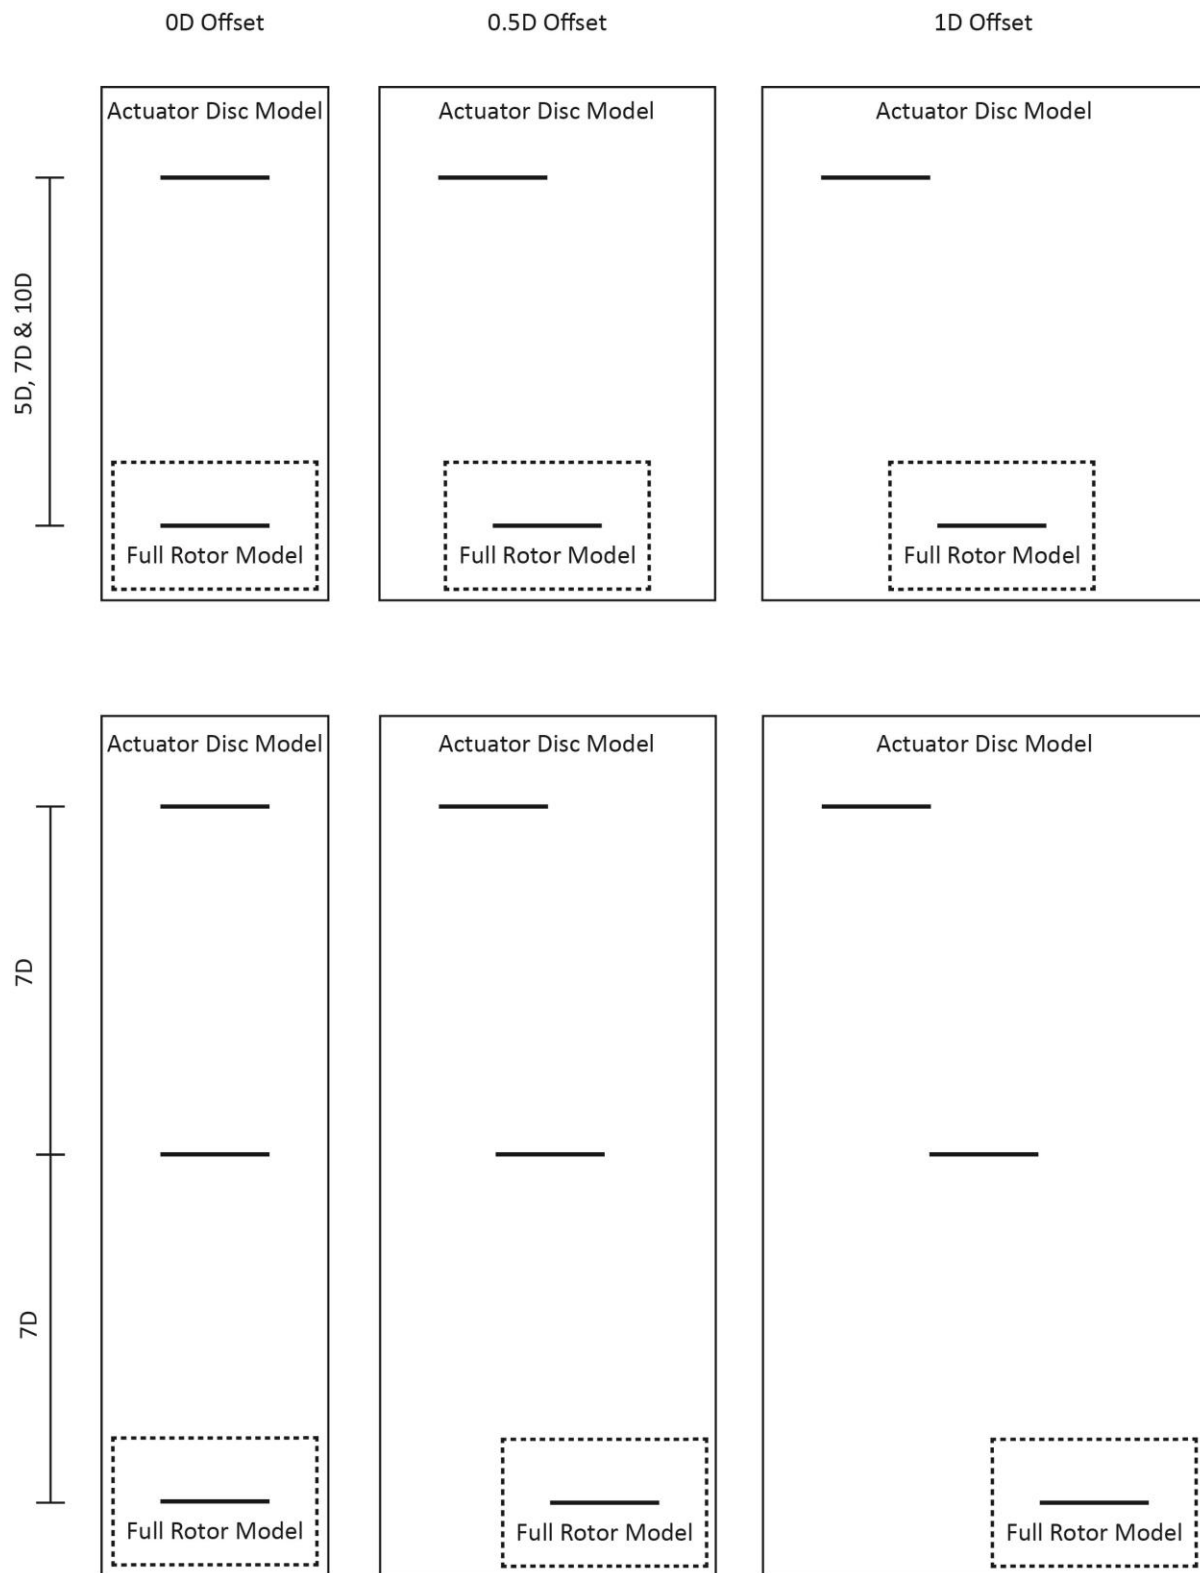 0D Offset
0.5D Offset
1D Offset
Actuator Disc Model
Actuator Disc Model
Actuator Disc Model
5D, 7D & 10D
Full Rotor Model
Full Rotor Model
Full Rotor Model
Actuator Disc Model
Actuator Disc Model
Actuator Disc Model
7D
7D
Full Rotor Model
Full Rotor Model
Full Rotor Model